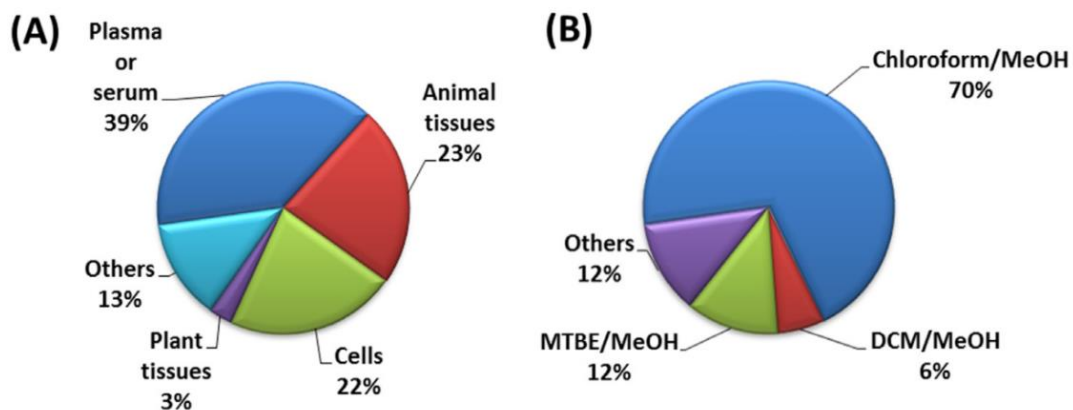 (A)
Plasma
or
serum
39%
Animal
tissues
23%
Cells
22%
Plant
tissues
3%
Others
13%
(B)
Chloroform/MeOH
70%
DCM/MeOH
6%
MTBE/MeOH
12%
Others
12%